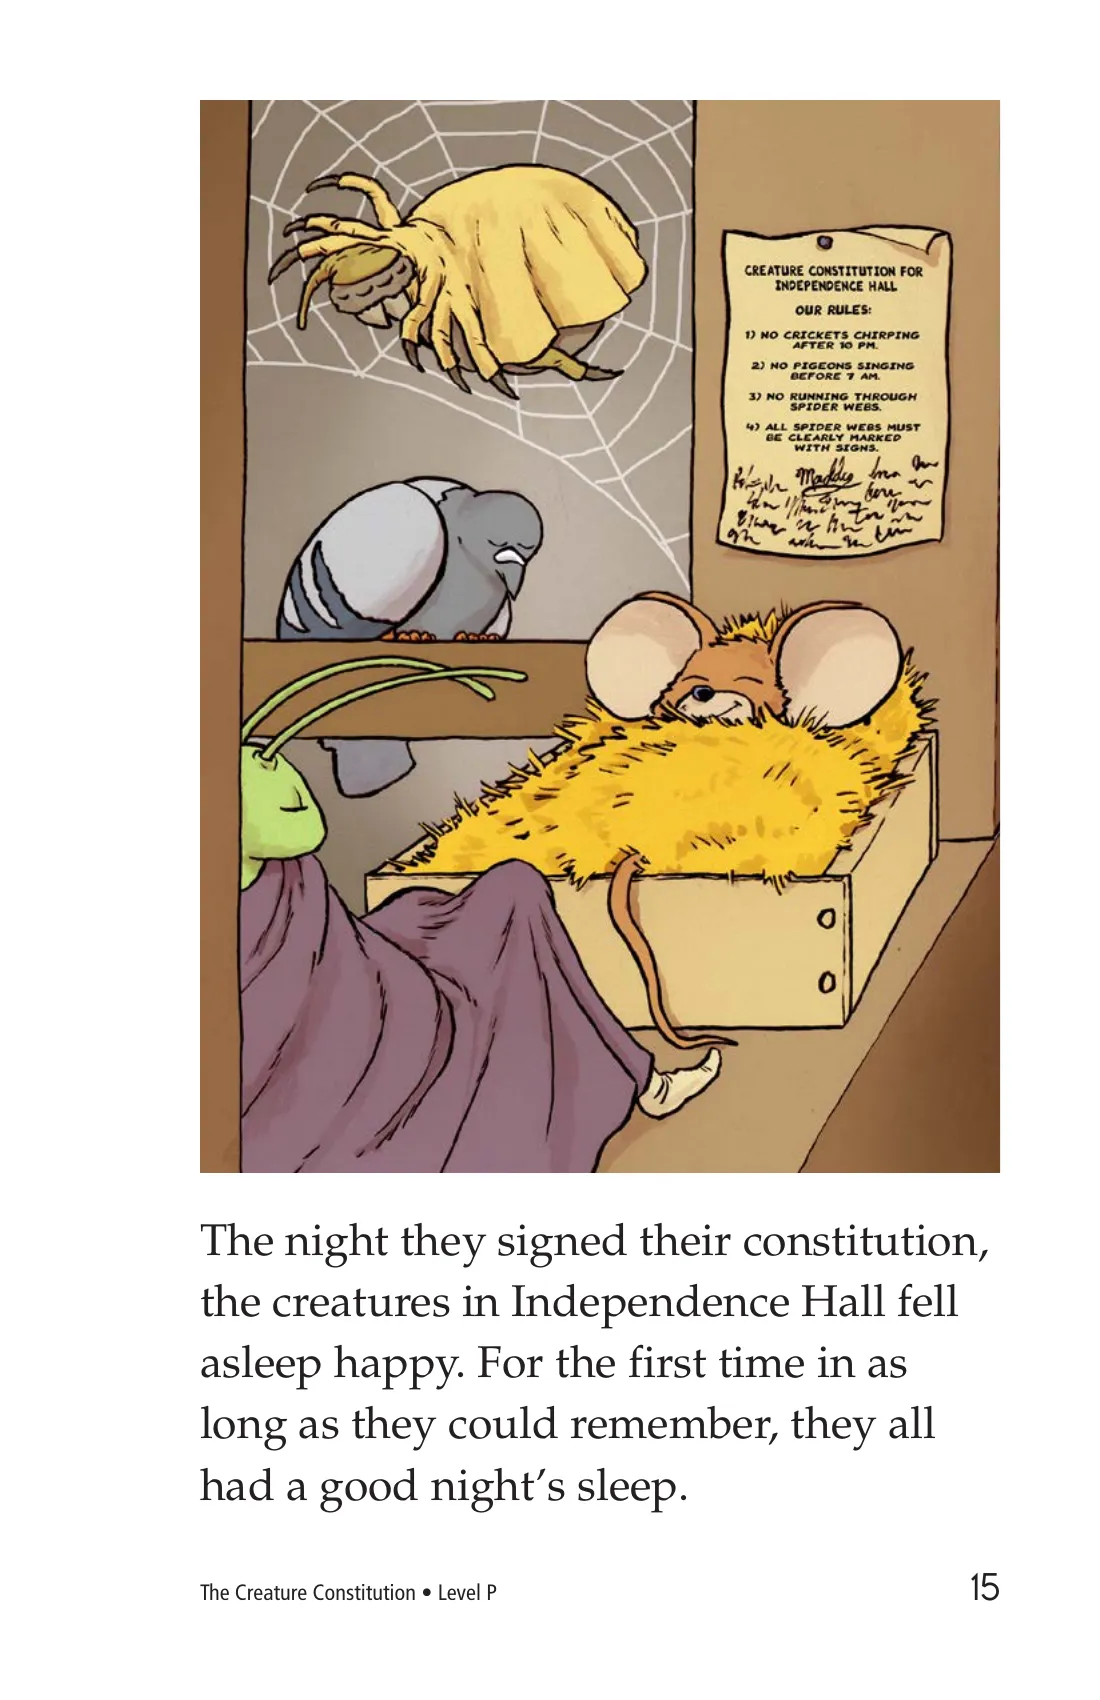 CREATURE CONSTITUTION FOR
INDEPENDENCE HALL
OUR RULES:
1) NO CRICKETS CHIRPING
AFTER 10 PM.
2) NO PIGEONS SINGING
BEFORE 7 AM.
3) NO RUNNING THROUGH
SPIDER WEBS.
4) ALL SPIDER WEBS MUST
BE CLEARLY MARKED
WITH SIGNS.
The night they signed their constitution,
the creatures in Independence Hall fell
asleep happy. For the first time in as
long as they could remember, they all
had a good night’s sleep.
The Creature Constitution • Level P
15